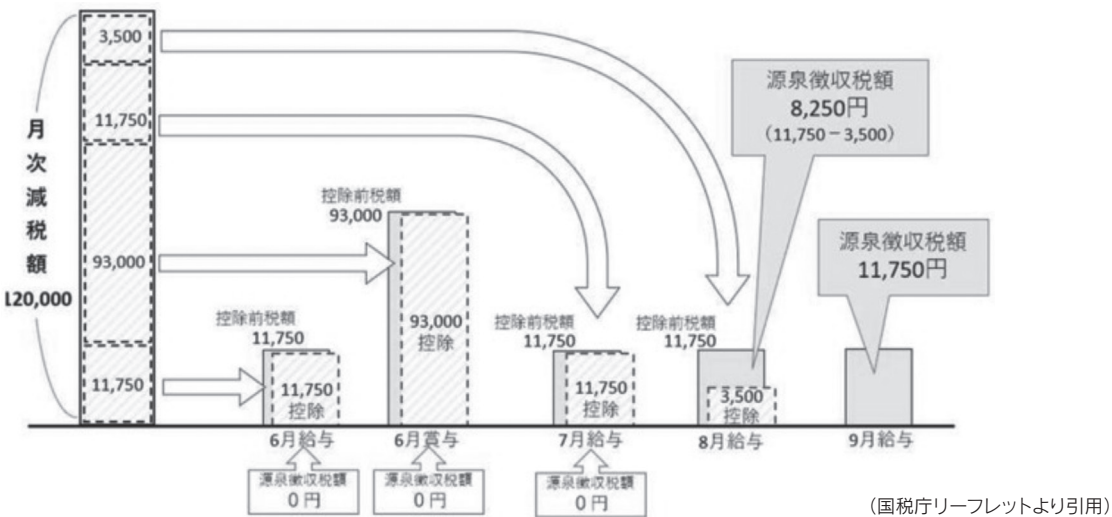 月次減税額
120,000
3,500
11,750
93,000
11,750
控除前税額
11,750
11,750
控除
6月給与
源泉徴収税額
0円
控除前税額
93,000
93,000
控除
6月賞与
源泉徴収税額
0円
控除前税額
11,750
11,750
控除
7月給与
源泉徴収税額
0円
控除前税額
11,750
3,500
控除
8月給与
源泉徴収税額
8,250円
(11,750−3,500)
源泉徴収税額
11,750円
9月給与
(国税庁リーフレットより引用)